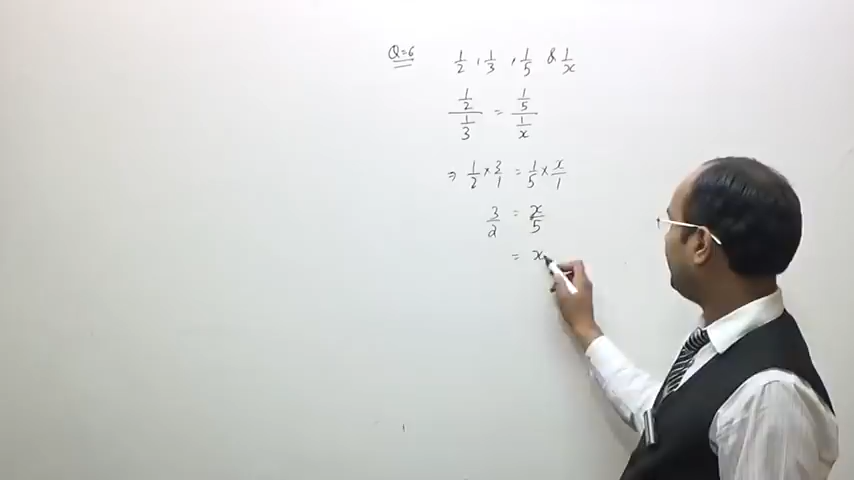 Q=6 1/2, 1/3, 1/5 & 1/x
(1/2)/(1/3) = (1/5)/(1/x)
⇒ 1/2 × 3/1 = 1/5 × x/1
3/2 = x/5
= x